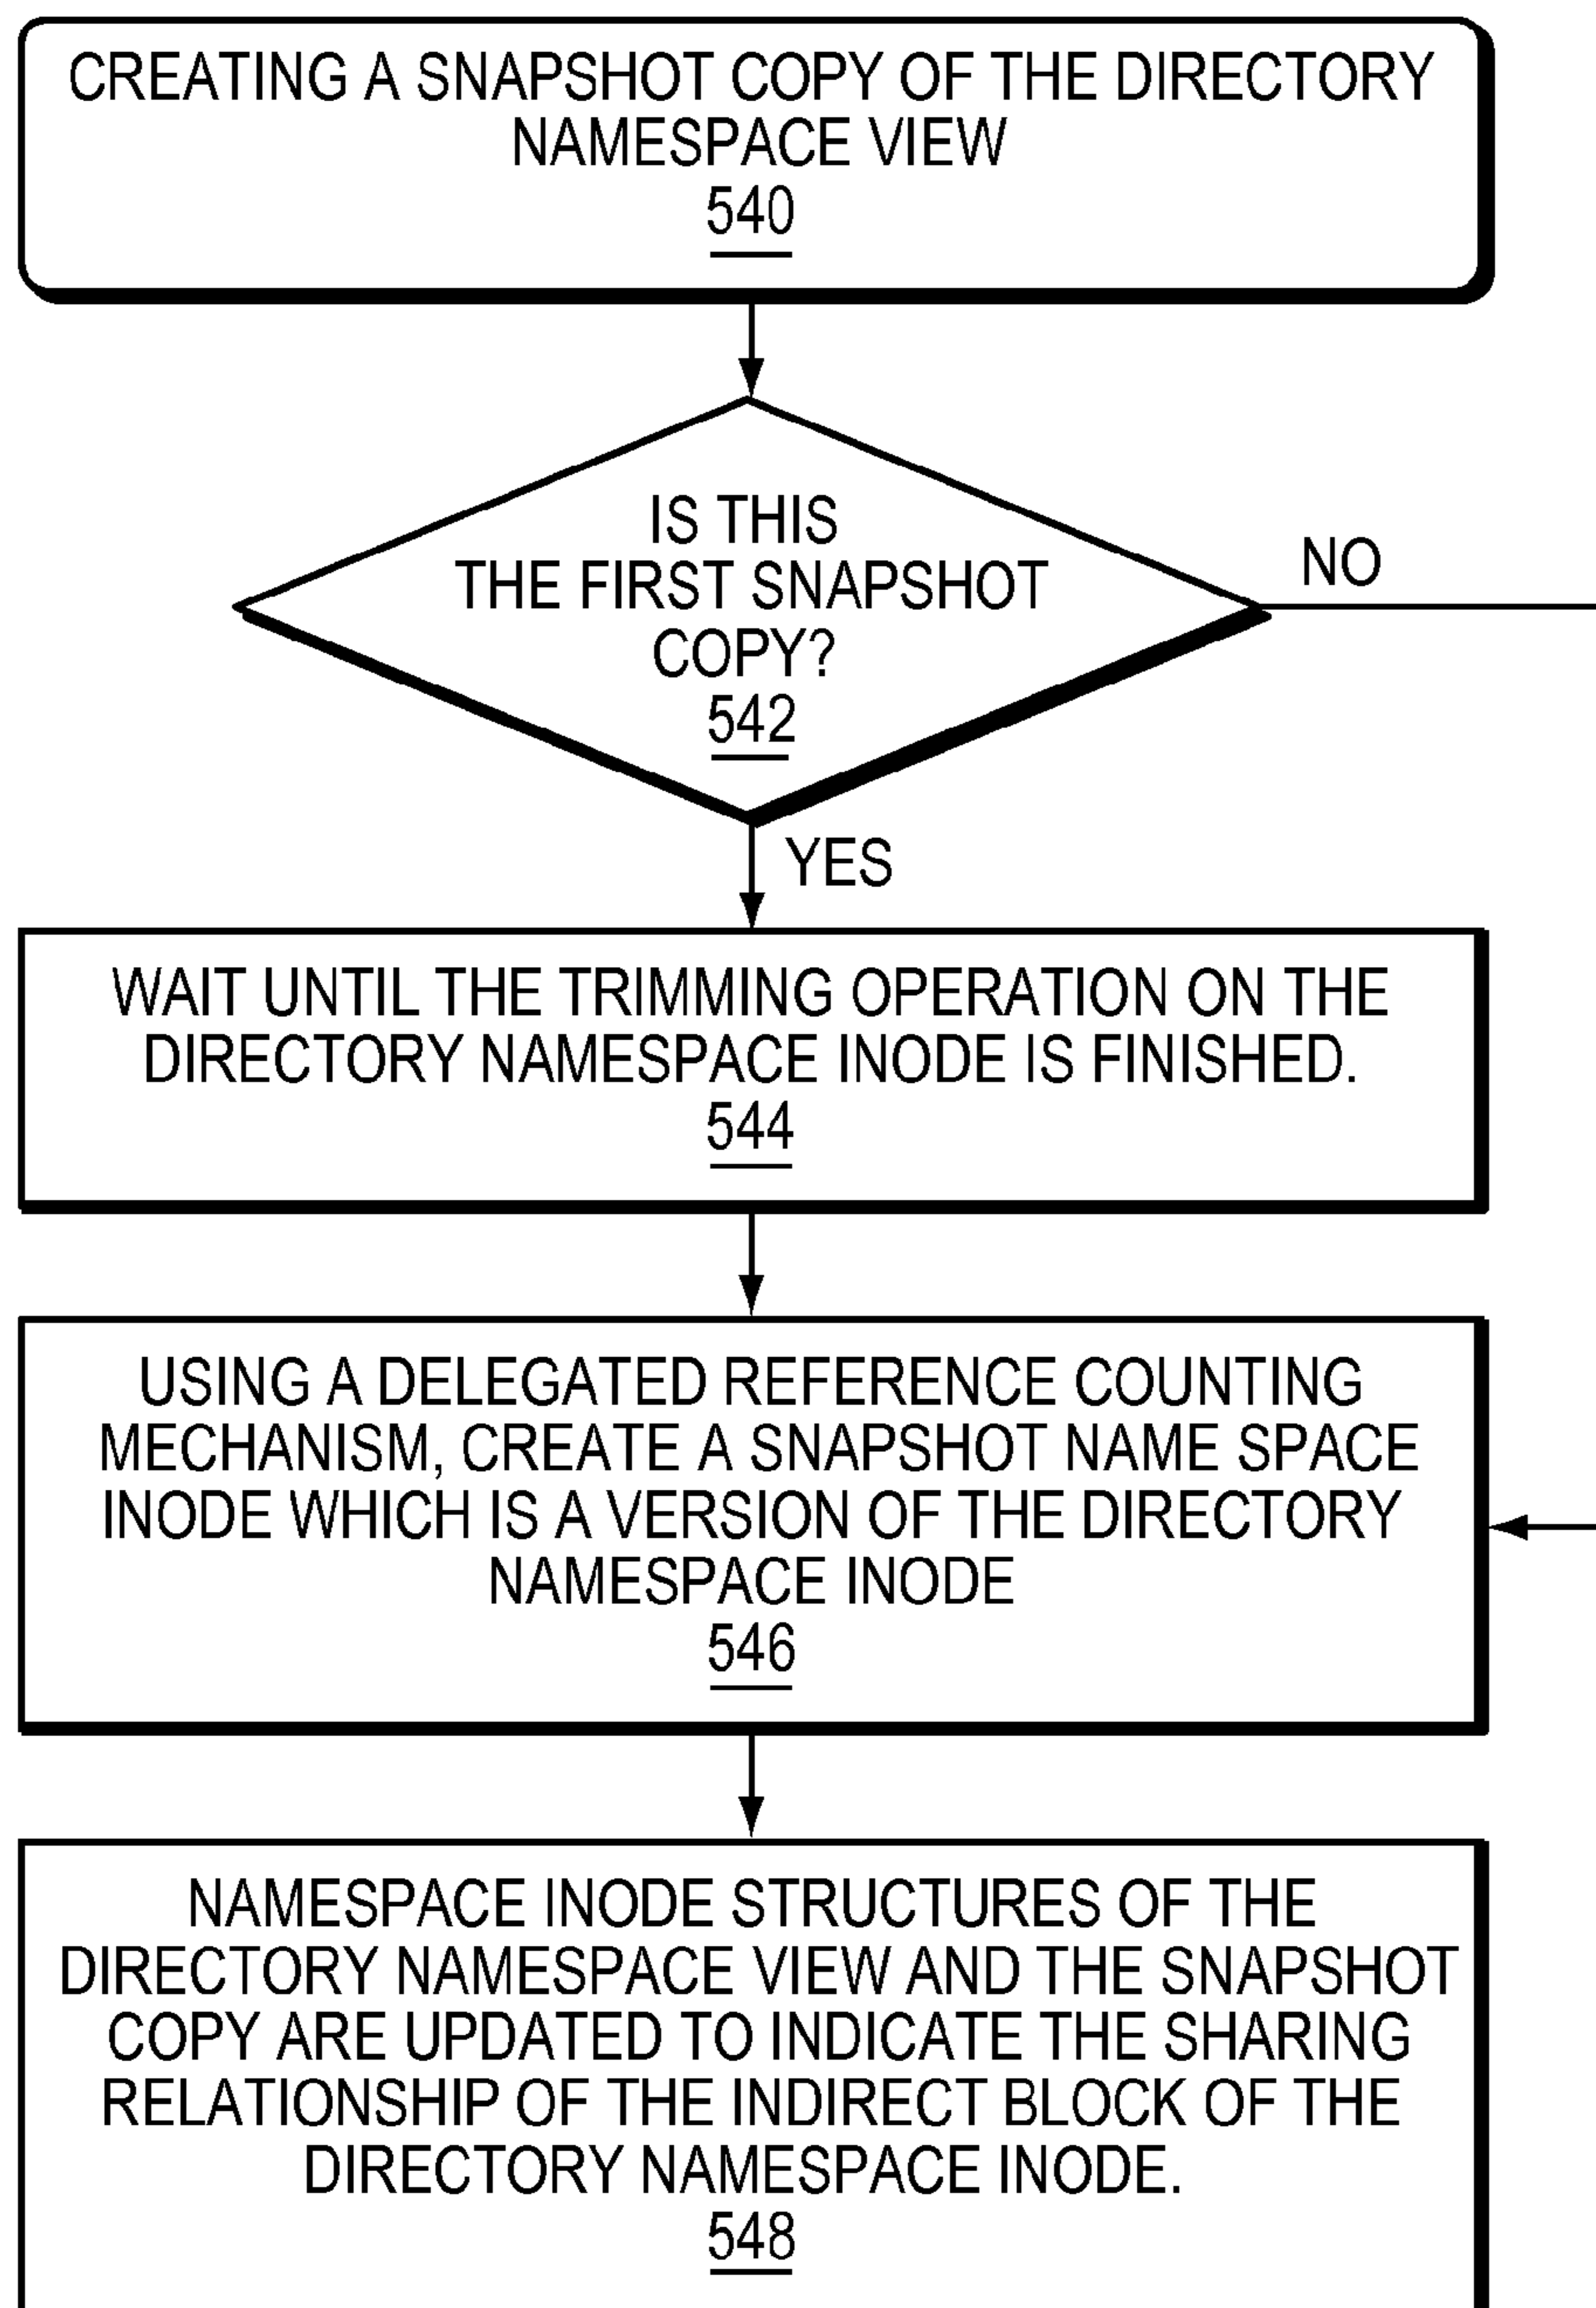 CREATING A SNAPSHOT COPY OF THE DIRECTORY
NAMESPACE VIEW
540
IS THIS
THE FIRST SNAPSHOT
COPY?
542
NO
YES
WAIT UNTIL THE TRIMMING OPERATION ON THE
DIRECTORY NAMESPACE INODE IS FINISHED.
544
USING A DELEGATED REFERENCE COUNTING
MECHANISM, CREATE A SNAPSHOT NAME SPACE
INODE WHICH IS A VERSION OF THE DIRECTORY
NAMESPACE INODE
546
NAMESPACE INODE STRUCTURES OF THE
DIRECTORY NAMESPACE VIEW AND THE SNAPSHOT
COPY ARE UPDATED TO INDICATE THE SHARING
RELATIONSHIP OF THE INDIRECT BLOCK OF THE
DIRECTORY NAMESPACE INODE.
548